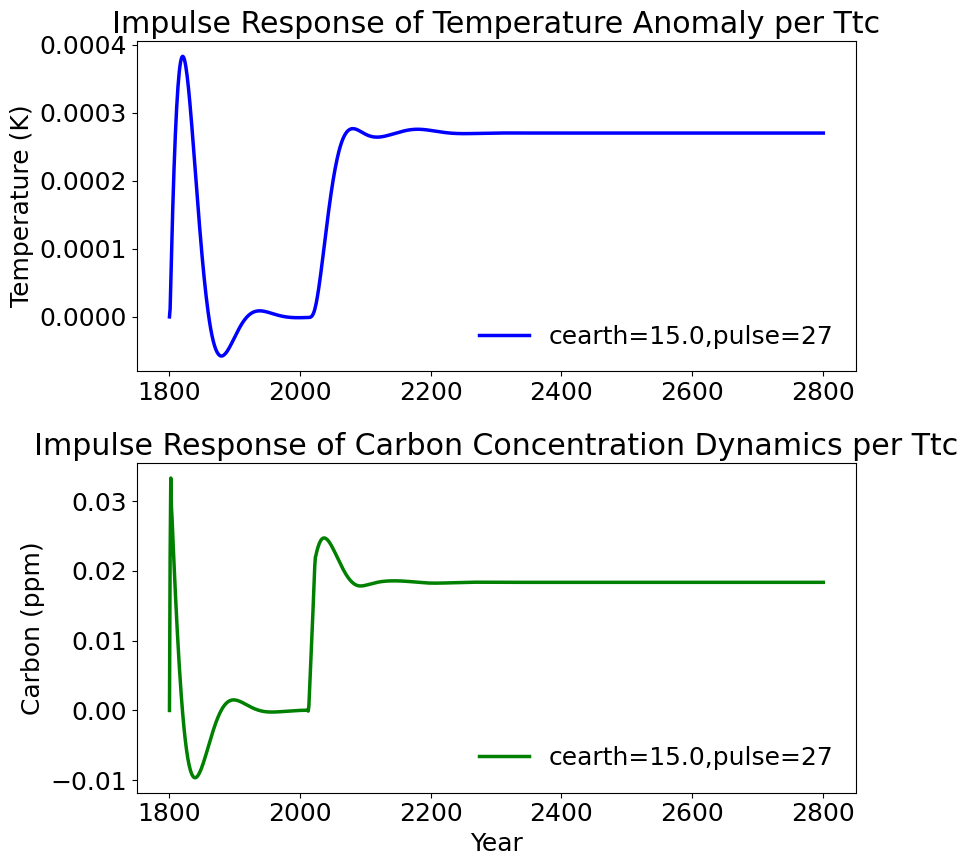 Impulse Response of Temperature Anomaly per Ttc
Temperature (K)
0.0004
0.0003
0.0002
0.0001
0.0000
cearth=15.0,pulse=27
1800 2000 2200 2400 2600 2800
Impulse Response of Carbon Concentration Dynamics per Ttc
Carbon (ppm)
0.03
0.02
0.01
0.00
−0.01
cearth=15.0,pulse=27
1800 2000 2200 2400 2600 2800
Year